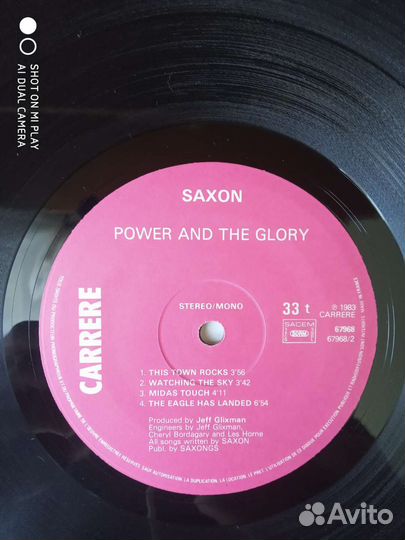 SHOT ON MI PLAY
AI DUAL CAMERA
SAXON
POWER AND THE GLORY
CARRERE
STEREO/MONO
33 t
℗ 1983
CARRERE
SACEM
67968
67968/2
1. THIS TOWN ROCKS 3'56
2. WATCHING THE SKY 3'42
3. MIDAS TOUCH 4'11
4. THE EAGLE HAS LANDED 6'54
Produced by Jeff Glixman
Engineers by Jeff Glixman,
Cheryl Bordagary and Les Horne
All songs written by SAXON
Publ. by SAXONGS
Avito